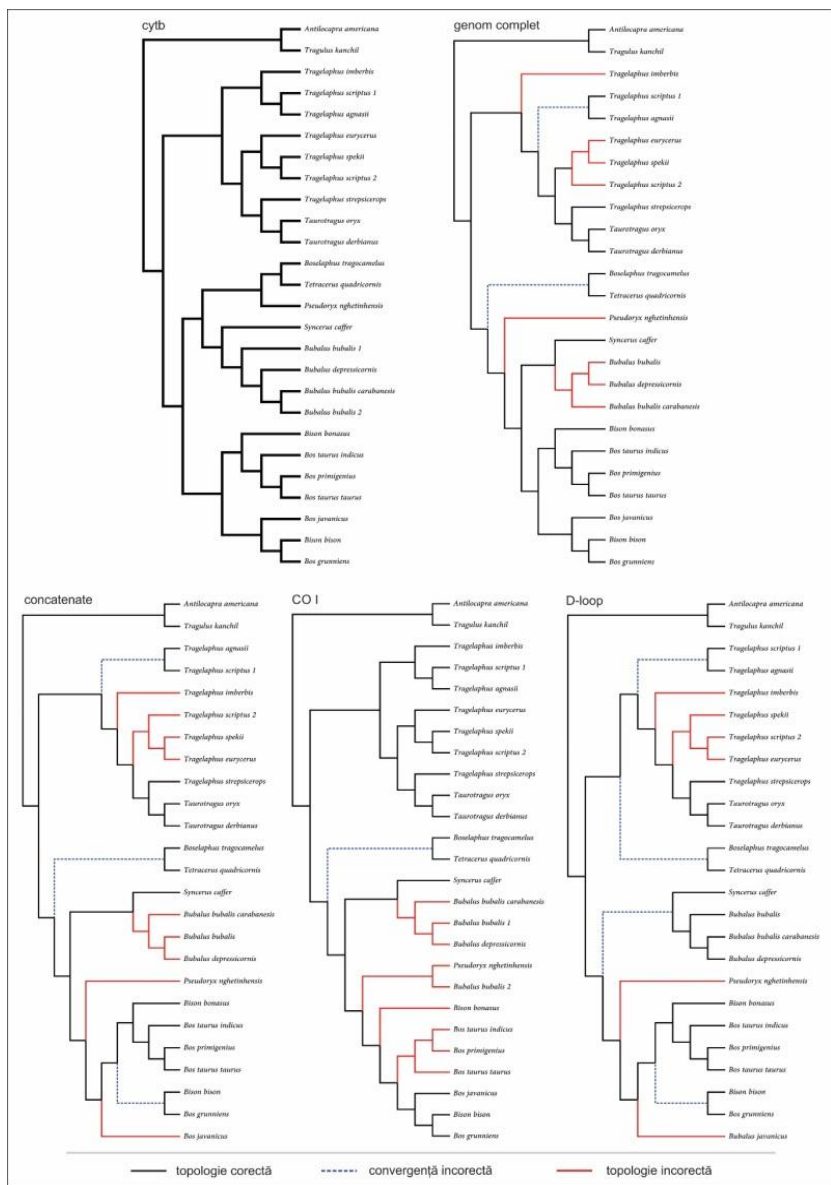 cytb
Antilocapra americana
Tragulus kanchil
Tragelaphus imberbis
Tragelaphus scriptus 1
Tragelaphus agnasii
Tragelaphus eurycerus
Tragelaphus spekii
Tragelaphus scriptus 2
Tragelaphus strepsicerops
Taurotragus oryx
Taurotragus derbianus
Boselaphus tragocamelus
Tetracerus quadricornis
Pseudoryx nghetinhensis
Syncerus caffer
Bubalus bubalis 1
Bubalus depressicornis
Bubalus bubalis carabanesis
Bubalus bubalis 2
Bison bonasus
Bos taurus indicus
Bos primigenius
Bos taurus taurus
Bos javanicus
Bison bison
Bos grunniens
genom complet
Antilocapra americana
Tragulus kanchil
Tragelaphus imberbis
Tragelaphus scriptus 1
Tragelaphus agnasii
Tragelaphus eurycerus
Tragelaphus spekii
Tragelaphus scriptus 2
Tragelaphus strepsicerops
Taurotragus oryx
Taurotragus derbianus
Boselaphus tragocamelus
Tetracerus quadricornis
Pseudoryx nghetinhensis
Syncerus caffer
Bubalus bubalis
Bubalus depressicornis
Bubalus bubalis carabanesis
Bison bonasus
Bos taurus indicus
Bos primigenius
Bos taurus taurus
Bos javanicus
Bison bison
Bos grunniens
concatenate
Antilocapra americana
Tragulus kanchil
Tragelaphus agnasii
Tragelaphus scriptus 1
Tragelaphus imberbis
Tragelaphus scriptus 2
Tragelaphus spekii
Tragelaphus eurycerus
Tragelaphus strepsicerops
Taurotragus oryx
Taurotragus derbianus
Boselaphus tragocamelus
Tetracerus quadricornis
Syncerus caffer
Bubalus bubalis carabanesis
Bubalus bubalis
Bubalus depressicornis
Pseudoryx nghetinhensis
Bison bonasus
Bos taurus indicus
Bos primigenius
Bos taurus taurus
Bison bison
Bos grunniens
Bos javanicus
CO I
Antilocapra americana
Tragulus kanchil
Tragelaphus imberbis
Tragelaphus scriptus 1
Tragelaphus agnasii
Tragelaphus eurycerus
Tragelaphus spekii
Tragelaphus scriptus 2
Tragelaphus strepsicerops
Taurotragus oryx
Taurotragus derbianus
Boselaphus tragocamelus
Tetracerus quadricornis
Syncerus caffer
Bubalus bubalis carabanesis
Bubalus bubalis 1
Bubalus depressicornis
Pseudoryx nghetinhensis
Bubalus bubalis 2
Bison bonasus
Bos taurus indicus
Bos primigenius
Bos taurus taurus
Bos javanicus
Bison bison
Bos grunniens
D-loop
Antilocapra americana
Tragulus kanchil
Tragelaphus scriptus 1
Tragelaphus agnasii
Tragelaphus imberbis
Tragelaphus spekii
Tragelaphus scriptus 2
Tragelaphus eurycerus
Tragelaphus strepsicerops
Taurotragus oryx
Taurotragus derbianus
Boselaphus tragocamelus
Tetracerus quadricornis
Syncerus caffer
Bubalus bubalis
Bubalus bubalis carabanesis
Bubalus depressicornis
Pseudoryx nghetinhensis
Bison bonasus
Bos taurus indicus
Bos primigenius
Bos taurus taurus
Bison bison
Bos grunniens
Bubalus javanicus
topologie corectă
convergență incorectă
topologie incorectă